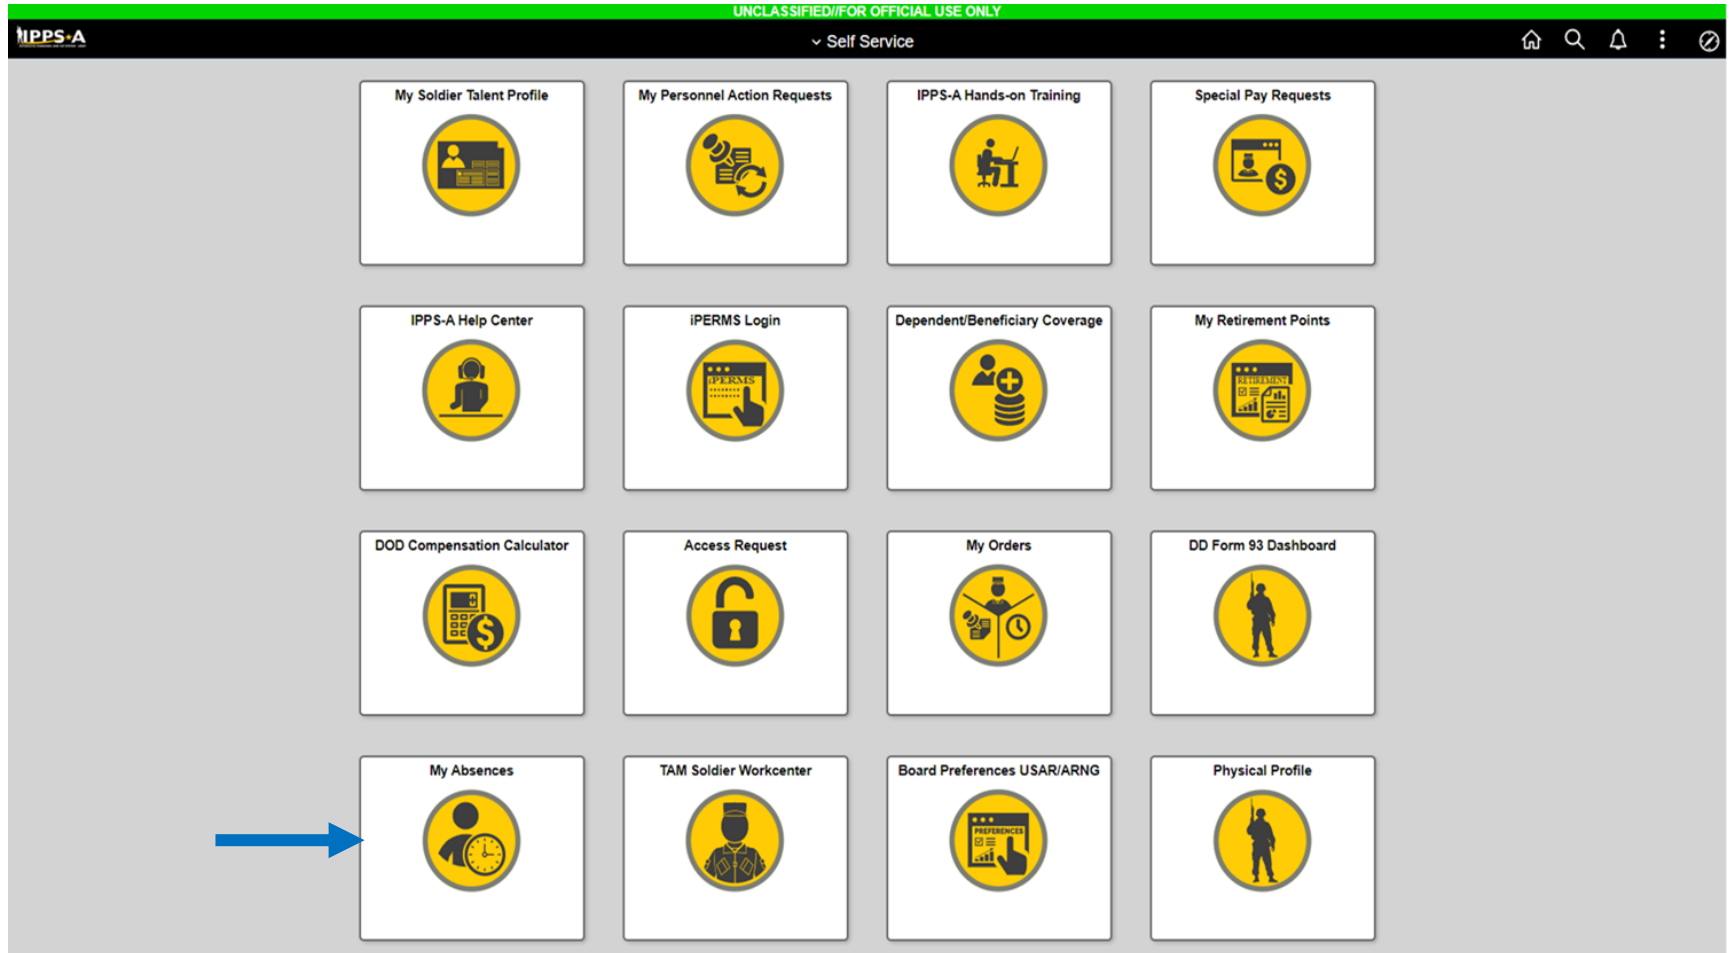 UNCLASSIFIED//FOR OFFICIAL USE ONLY
IPPS-A
Self Service
My Soldier Talent Profile
My Personnel Action Requests
IPPS-A Hands-on Training
Special Pay Requests
IPPS-A Help Center
iPERMS Login
Dependent/Beneficiary Coverage
My Retirement Points
iPERMS
RETIREMENT
DOD Compensation Calculator
Access Request
My Orders
DD Form 93 Dashboard
My Absences
TAM Soldier Workcenter
Board Preferences USAR/ARNG
Physical Profile
PREFERENCES